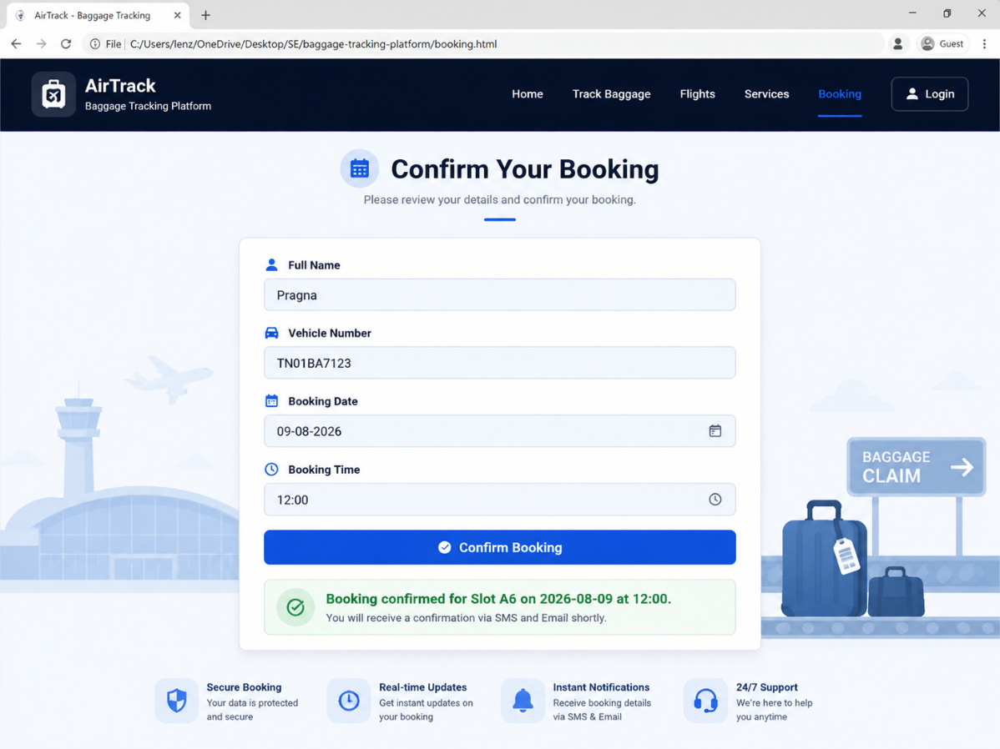 AirTrack - Baggage Tracking
File
C:/Users/lenz/OneDrive/Desktop/SE/baggage-tracking-platform/booking.html
Guest
AirTrack
Baggage Tracking Platform
Home
Track Baggage
Flights
Services
Booking
Login
Confirm Your Booking
Please review your details and confirm your booking.
Full Name
Pragna
Vehicle Number
TN01BA7123
Booking Date
09-08-2026
Booking Time
12:00
Confirm Booking
Booking confirmed for Slot A6 on 2026-08-09 at 12:00.
You will receive a confirmation via SMS and Email shortly.
BAGGAGE
CLAIM
Secure Booking
Your data is protected
and secure
Real-time Updates
Get instant updates on
your booking
Instant Notifications
Receive booking details
via SMS & Email
24/7 Support
We're here to help
you anytime